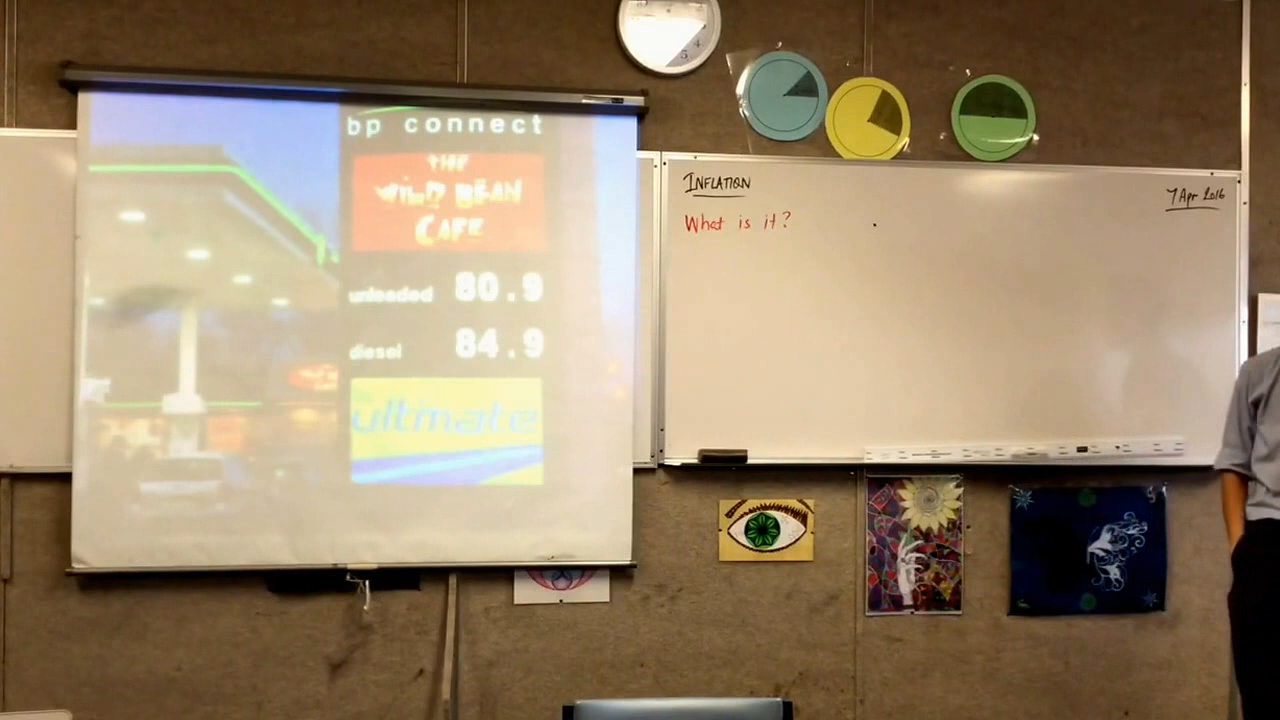 bp connect
THE
WILD BEAN
CAFE
unleaded 80.9
diesel 84.9
ultimate
INFLATION
7 Apr 2016
What is it?